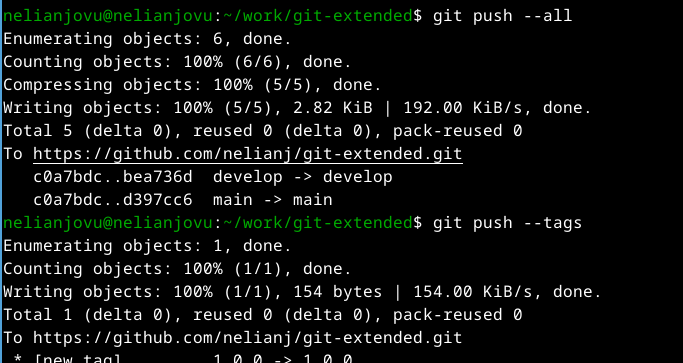 nelianjovu@nelianjovu:~/work/git-extended$ git push --all
Enumerating objects: 6, done.
Counting objects: 100% (6/6), done.
Compressing objects: 100% (5/5), done.
Writing objects: 100% (5/5), 2.82 KiB | 192.00 KiB/s, done.
Total 5 (delta 0), reused 0 (delta 0), pack-reused 0
To https://github.com/nelianj/git-extended.git
   c0a7bdc..bea736d  develop -> develop
   c0a7bdc..d397cc6  main -> main
nelianjovu@nelianjovu:~/work/git-extended$ git push --tags
Enumerating objects: 1, done.
Counting objects: 100% (1/1), done.
Writing objects: 100% (1/1), 154 bytes | 154.00 KiB/s, done.
Total 1 (delta 0), reused 0 (delta 0), pack-reused 0
To https://github.com/nelianj/git-extended.git
 * [new tag]         1.0.0 -> 1.0.0